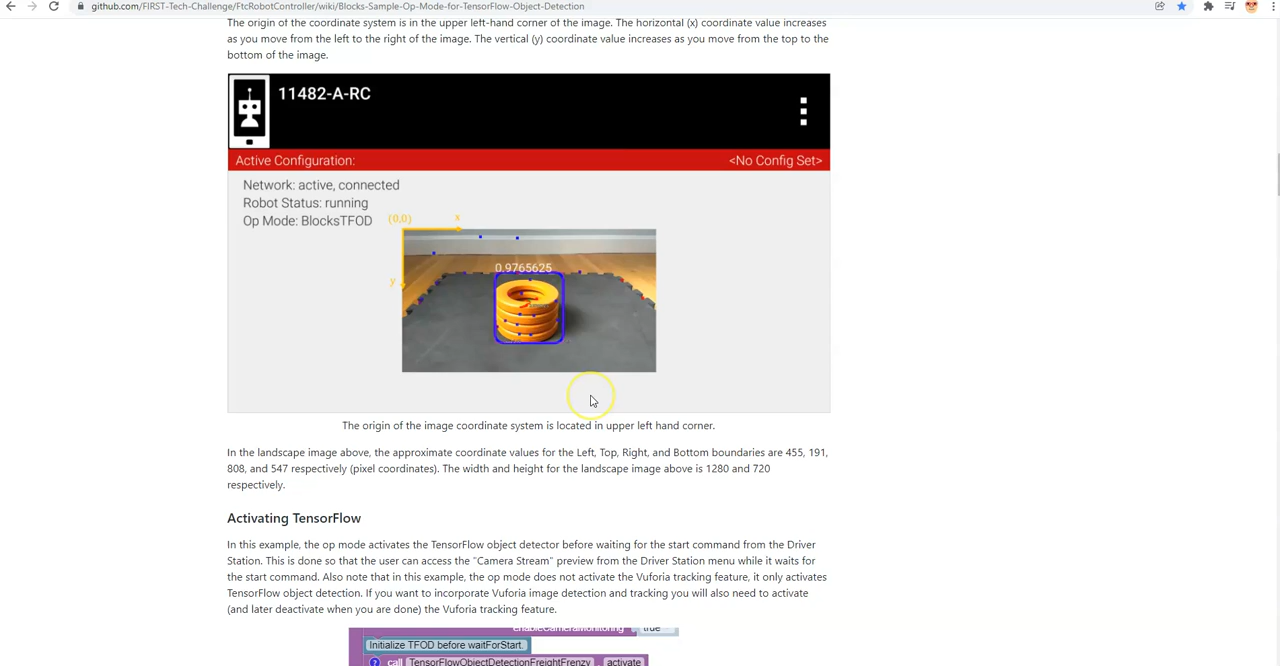 github.com/FIRST-Tech-Challenge/FtcRobotController/wiki/Blocks-Sample-Op-Mode-for-TensorFlow-Object-Detection
The origin of the coordinate system is in the upper left-hand corner of the image. The horizontal (x) coordinate value increases
as you move from the left to the right of the image. The vertical (y) coordinate value increases as you move from the top to the
bottom of the image.
11482-A-RC
Active Configuration:
<No Config Set>
Network: active, connected
Robot Status: running
Op Mode: BlocksTFOD
(0,0)
x
0.9765625
y
The origin of the image coordinate system is located in upper left hand corner.
In the landscape image above, the approximate coordinate values for the Left, Top, Right, and Bottom boundaries are 455, 191,
808, and 547 respectively (pixel coordinates). The width and height for the landscape image above is 1280 and 720
respectively.
Activating TensorFlow
In this example, the op mode activates the TensorFlow object detector before waiting for the start command from the Driver
Station. This is done so that the user can access the "Camera Stream" preview from the Driver Station menu while it waits for
the start command. Also note that in this example, the op mode does not activate the Vuforia tracking feature, it only activates
TensorFlow object detection. If you want to incorporate Vuforia image detection and tracking you will also need to activate
(and later deactivate when you are done) the Vuforia tracking feature.
enableCameraMonitoring true
Initialize TFOD before waitForStart.
? call TensorFlowObjectDetectionFreightFrenzy . activate